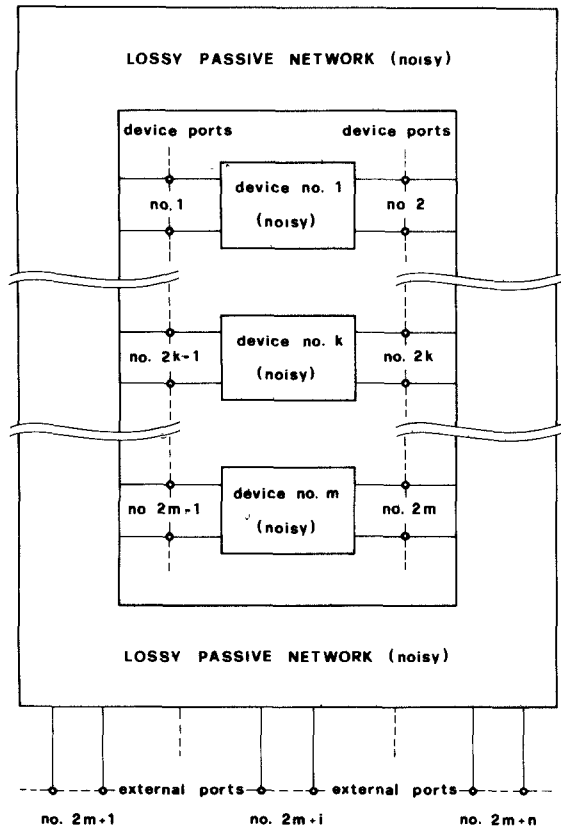 LOSSY PASSIVE NETWORK (noisy)
device ports device ports
device no. 1
(noisy)
no. 1 no. 2
device no. k
(noisy)
no. 2k-1 no. 2k
device no. m
(noisy)
no 2m-1 no. 2m
LOSSY PASSIVE NETWORK (noisy)
external ports external ports
no. 2m+1 no. 2m+i no. 2m+n